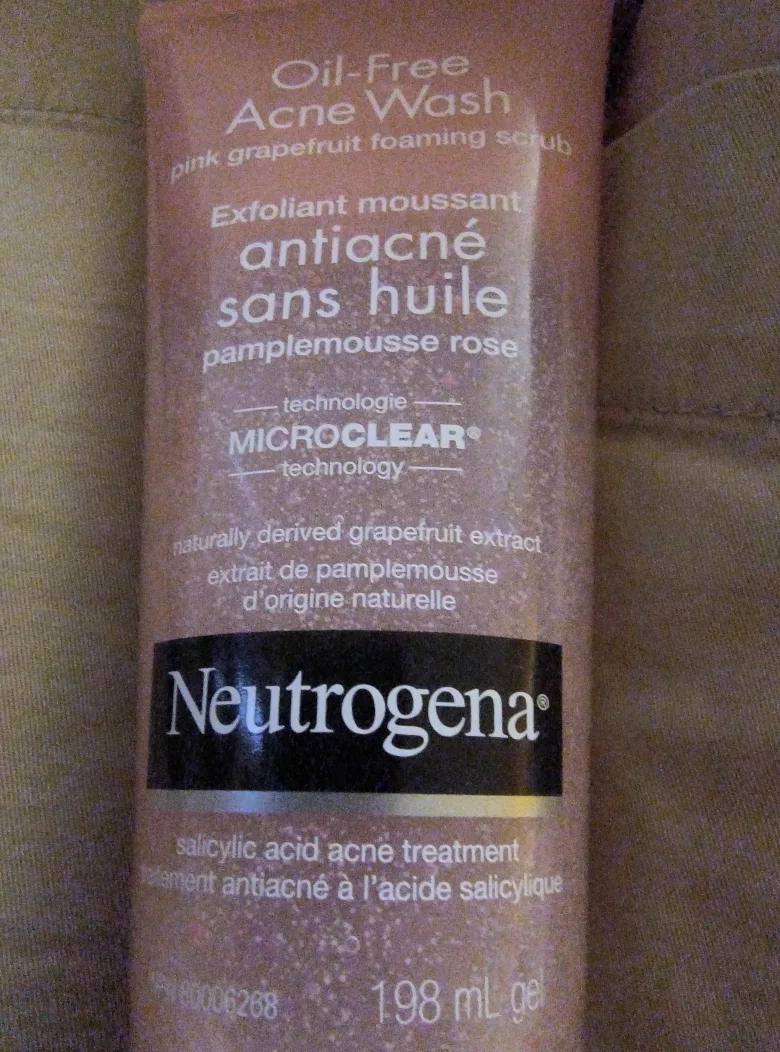 Oil-Free
Acne Wash
pink grapefruit foaming scrub
Exfoliant moussant
antiacné
sans huile
pamplemousse rose
technologie
MICROCLEAR®
technology
naturally derived grapefruit extract
extrait de pamplemousse
d'origine naturelle
Neutrogena®
salicylic acid acne treatment
antiacné à l'acide salicylique
80006268
198 mL gel